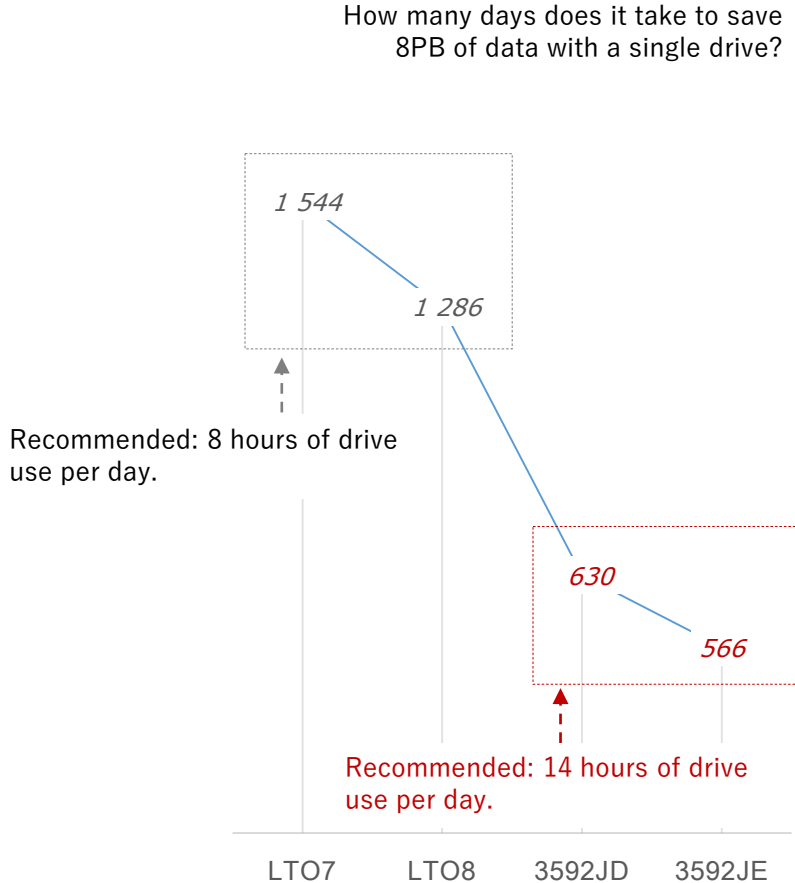 How many days does it take to save
8PB of data with a single drive?
1 544
1 286
Recommended: 8 hours of drive
use per day.
630
566
Recommended: 14 hours of drive
use per day.
LTO7 LTO8 3592JD 3592JE